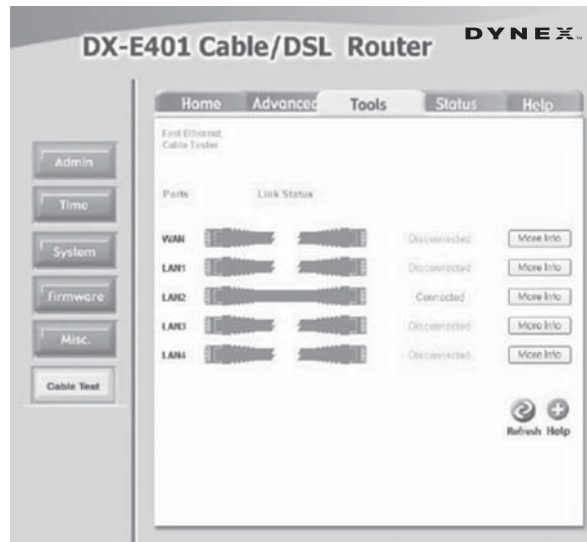 DX-E401 Cable/DSL Router
DYNEX
Home Advanced Tools Status Help
Fast Ethernet
Cable Tester
Admin
Time
System
Firmware
Misc.
Cable Test
Ports Link Status
WAN Disconnected More Info
LAN1 Disconnected More Info
LAN2 Connected More Info
LAN3 Disconnected More Info
LAN4 Disconnected More Info
Refresh Help